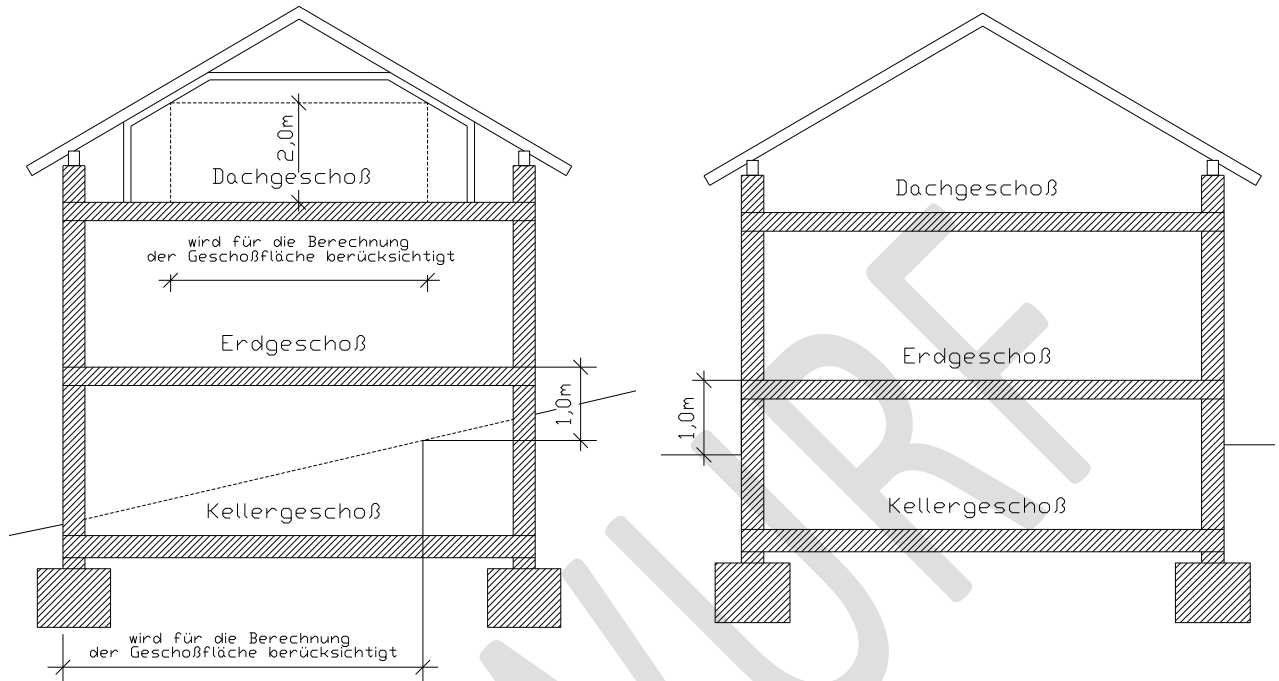 2,0m
Dachgeschoß
wird für die Berechnung
der Geschoßfläche berücksichtigt
Erdgeschoß
1,0m
Kellergeschoß
wird für die Berechnung
der Geschoßfläche berücksichtigt
Dachgeschoß
Erdgeschoß
1,0m
Kellergeschoß
WURF